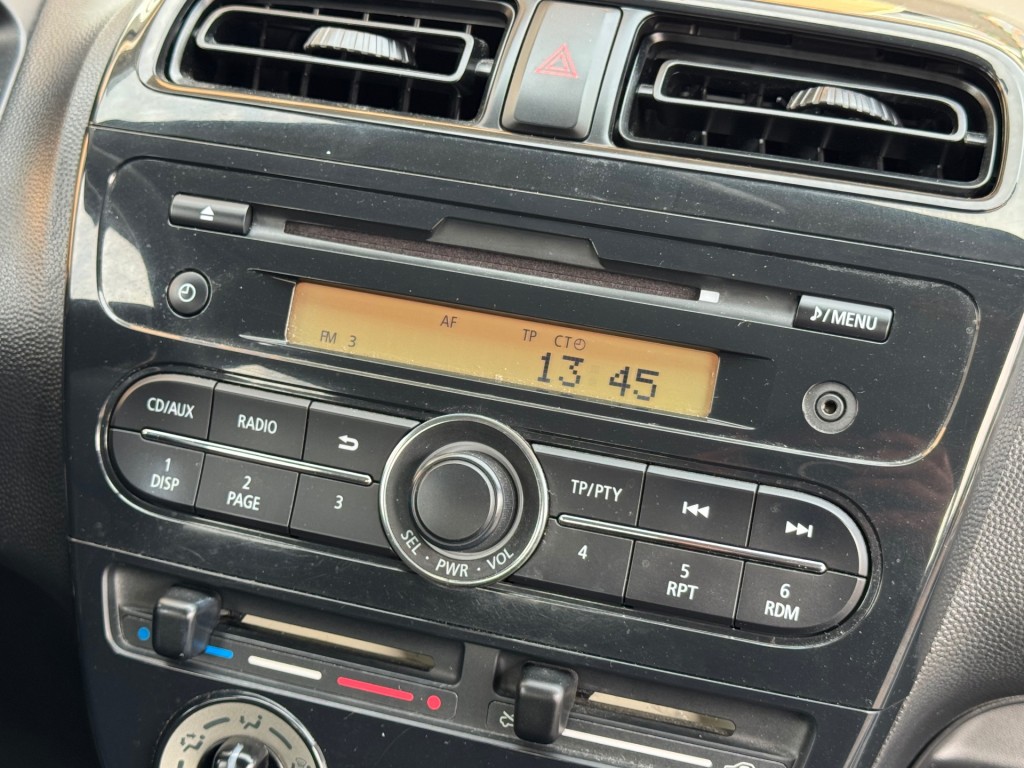 ♪/MENU
AF TP CT
FM 3
13 45
CD/AUX
RADIO
TP/PTY
1
DISP
2
PAGE
3
4
5
RPT
6
RDM
SEL · PWR · VOL